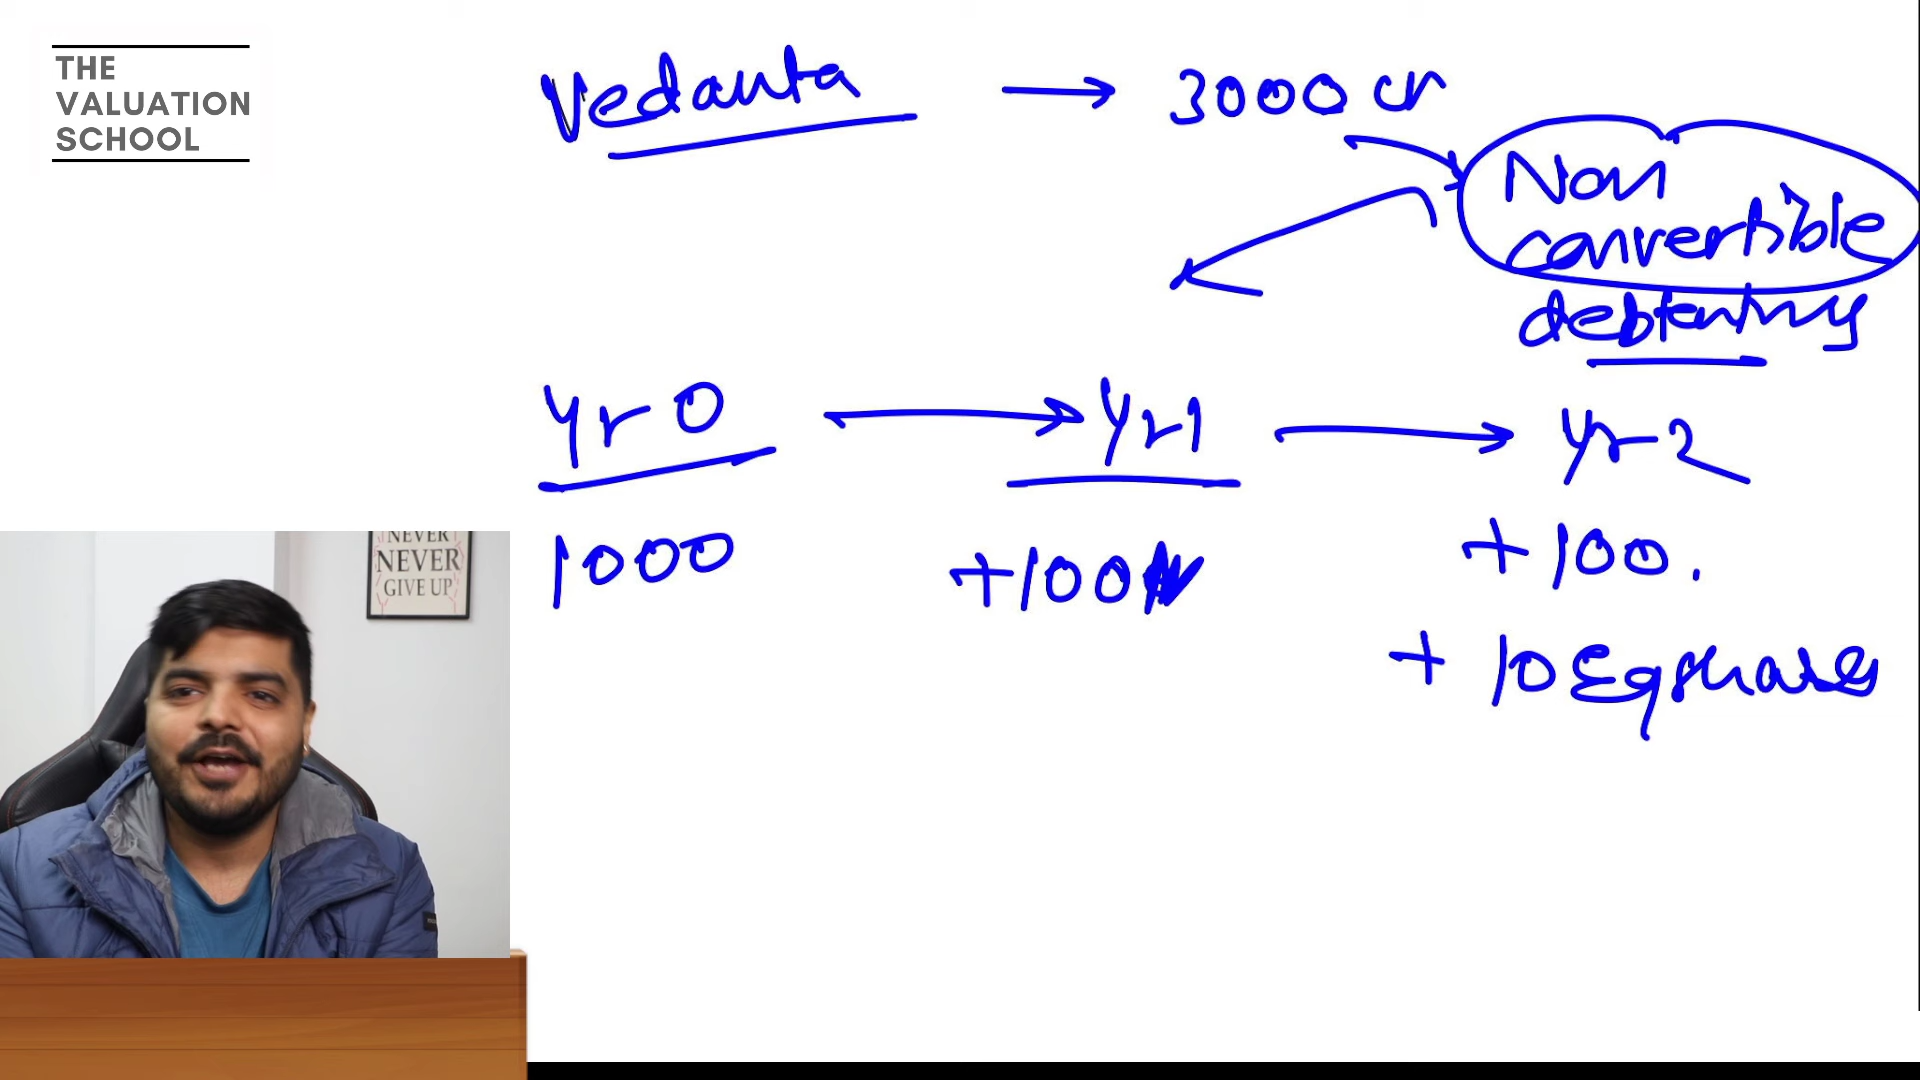 THE
VALUATION
SCHOOL
Vedanta → 3000 cr
Non
convertible
debentures
Yr 0 → Yr 1 → Yr 2
1000 +100 +100.
+ 10 Eq shares
NEVER
NEVER
GIVE UP